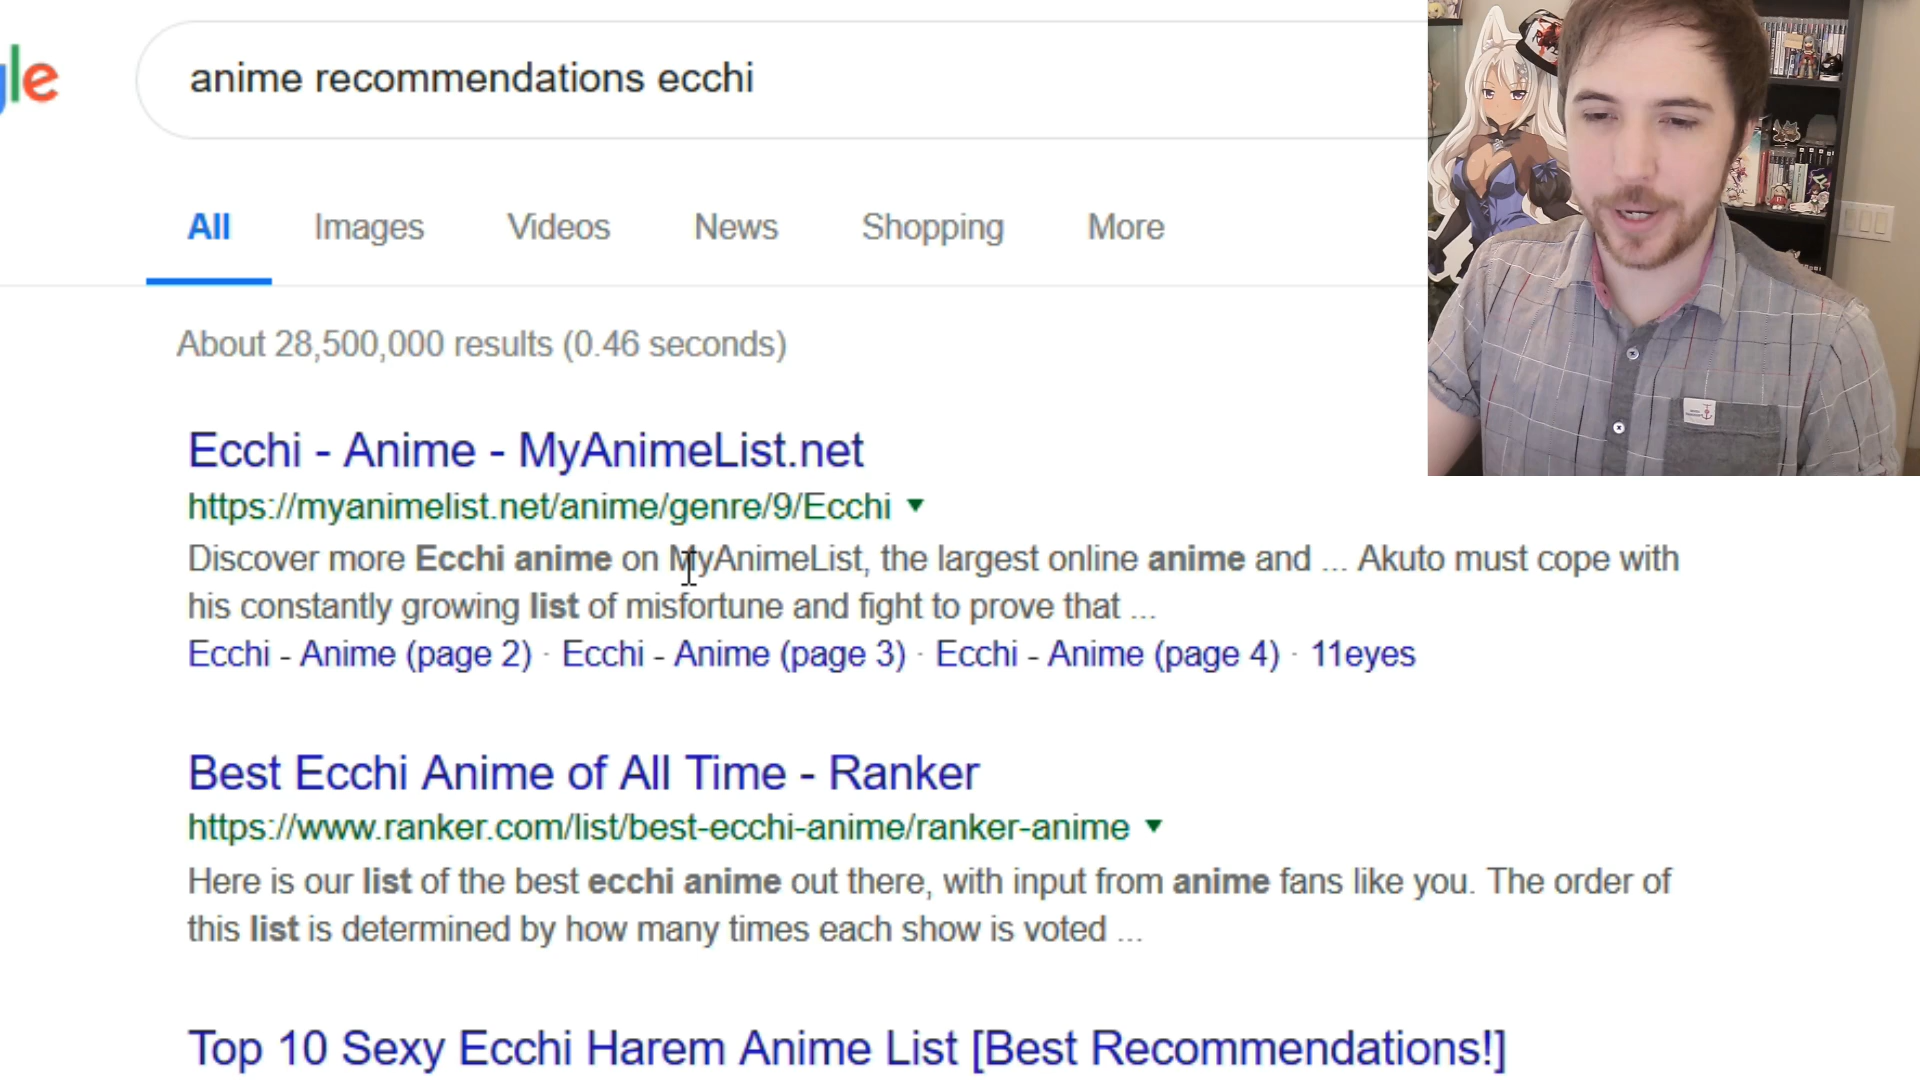 gle
anime recommendations ecchi
All Images Videos News Shopping More
About 28,500,000 results (0.46 seconds)
Ecchi - Anime - MyAnimeList.net
https://myanimelist.net/anime/genre/9/Ecchi ▼
Discover more Ecchi anime on MyAnimeList, the largest online anime and ... Akuto must cope with
his constantly growing list of misfortune and fight to prove that ...
Ecchi - Anime (page 2) · Ecchi - Anime (page 3) · Ecchi - Anime (page 4) · 11eyes
Best Ecchi Anime of All Time - Ranker
https://www.ranker.com/list/best-ecchi-anime/ranker-anime ▼
Here is our list of the best ecchi anime out there, with input from anime fans like you. The order of
this list is determined by how many times each show is voted ...
Top 10 Sexy Ecchi Harem Anime List [Best Recommendations!]